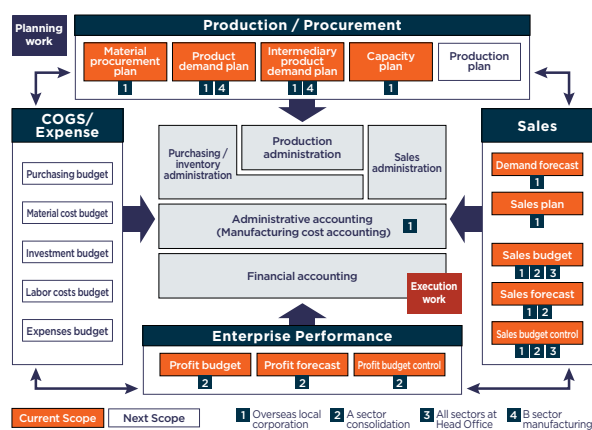 Planning
work
Production / Procurement
Material
procurement
plan
1
Product
demand plan
1 4
Intermediary
product
demand plan
1 4
Capacity
plan
1
Production
plan
COGS/
Expense
Purchasing budget
Material cost budget
Investment budget
Labor costs budget
Expenses budget
Purchasing /
inventory
administration
Production
administration
Sales
administration
Administrative accounting
(Manufacturing cost accounting)
1
Financial accounting
Execution
work
Sales
Demand forecast
1
Sales plan
1
Sales budget
1 2 3
Sales forecast
1 2
Sales budget control
1 2 3
Enterprise Performance
Profit budget
2
Profit forecast
2
Profit budget control
2
Current Scope
Next Scope
1 Overseas local
corporation
2 A sector
consolidation
3 All sectors at
Head Office
4 B sector
manufacturing